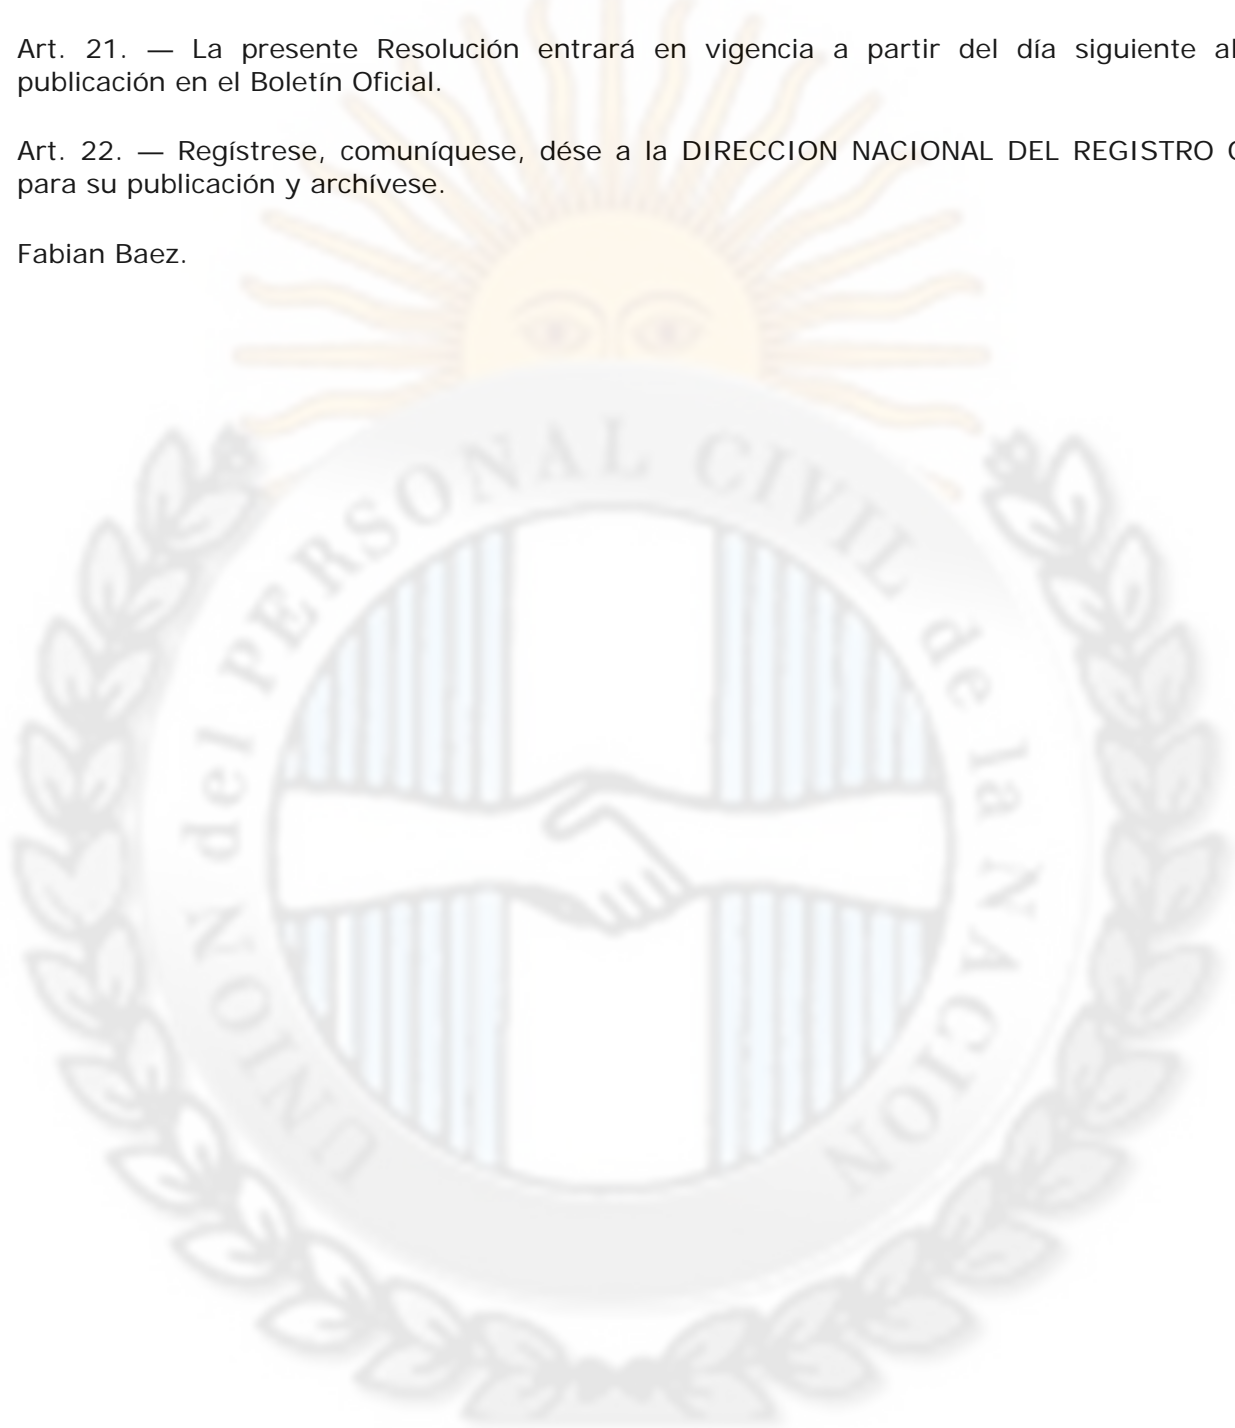 Art. 21. — La presente Resolución entrará en vigencia a partir del día siguiente al
publicación en el Boletín Oficial.
Art. 22. — Regístrese, comuníquese, dése a la DIRECCION NACIONAL DEL REGISTRO
para su publicación y archívese.
Fabian Baez.
UNION del PERSONAL CIVIL de la NACION